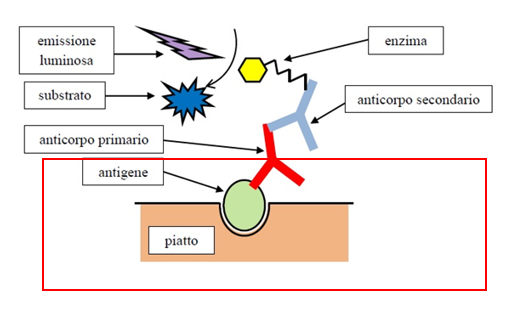 emissione
luminosa
enzima
substrato
anticorpo secondario
anticorpo primario
antigene
piatto